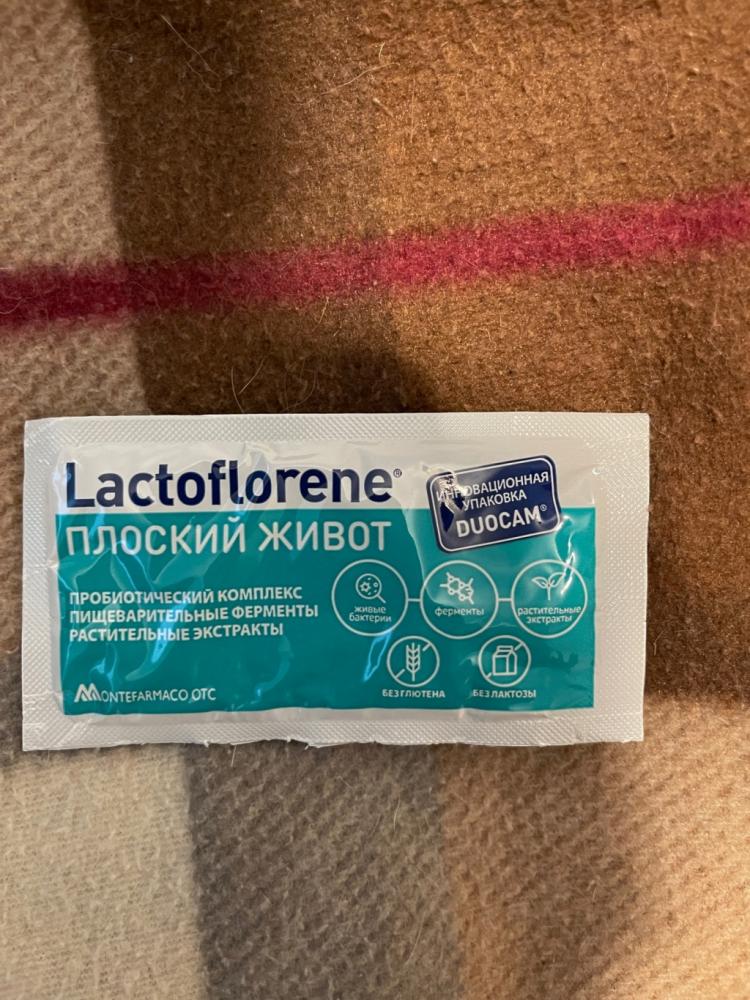 Lactoflorene®
ПЛОСКИЙ ЖИВОТ
ИННОВАЦИОННАЯ
УПАКОВКА
DUOCAM®
ПРОБИОТИЧЕСКИЙ КОМПЛЕКС
ПИЩЕВАРИТЕЛЬНЫЕ ФЕРМЕНТЫ
РАСТИТЕЛЬНЫЕ ЭКСТРАКТЫ
живые
бактерии
ферменты
растительные
экстракты
БЕЗ ГЛЮТЕНА
БЕЗ ЛАКТОЗЫ
MONTEFARMACO OTC